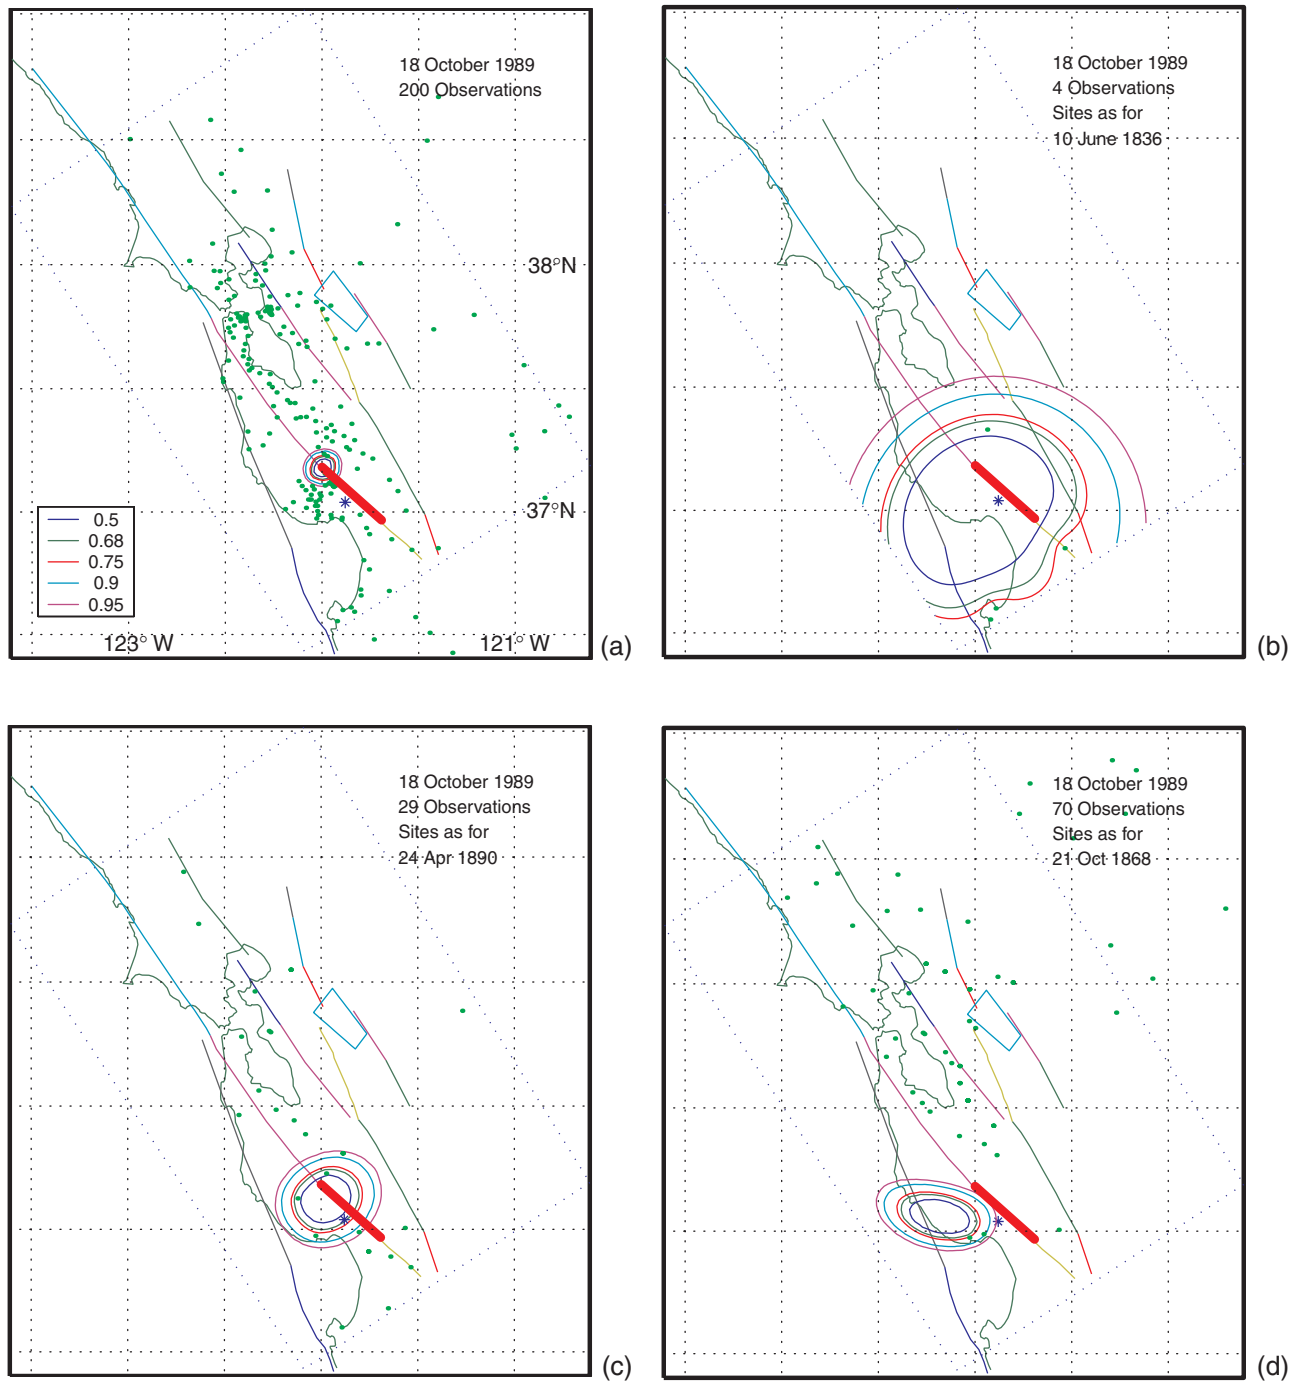 18 October 1989
200 Observations
38°N
37°N
0.5
0.68
0.75
0.9
0.95
123° W
121° W
(a)
18 October 1989
4 Observations
Sites as for
10 June 1836
(b)
18 October 1989
29 Observations
Sites as for
24 Apr 1890
(c)
18 October 1989
70 Observations
Sites as for
21 Oct 1868
(d)